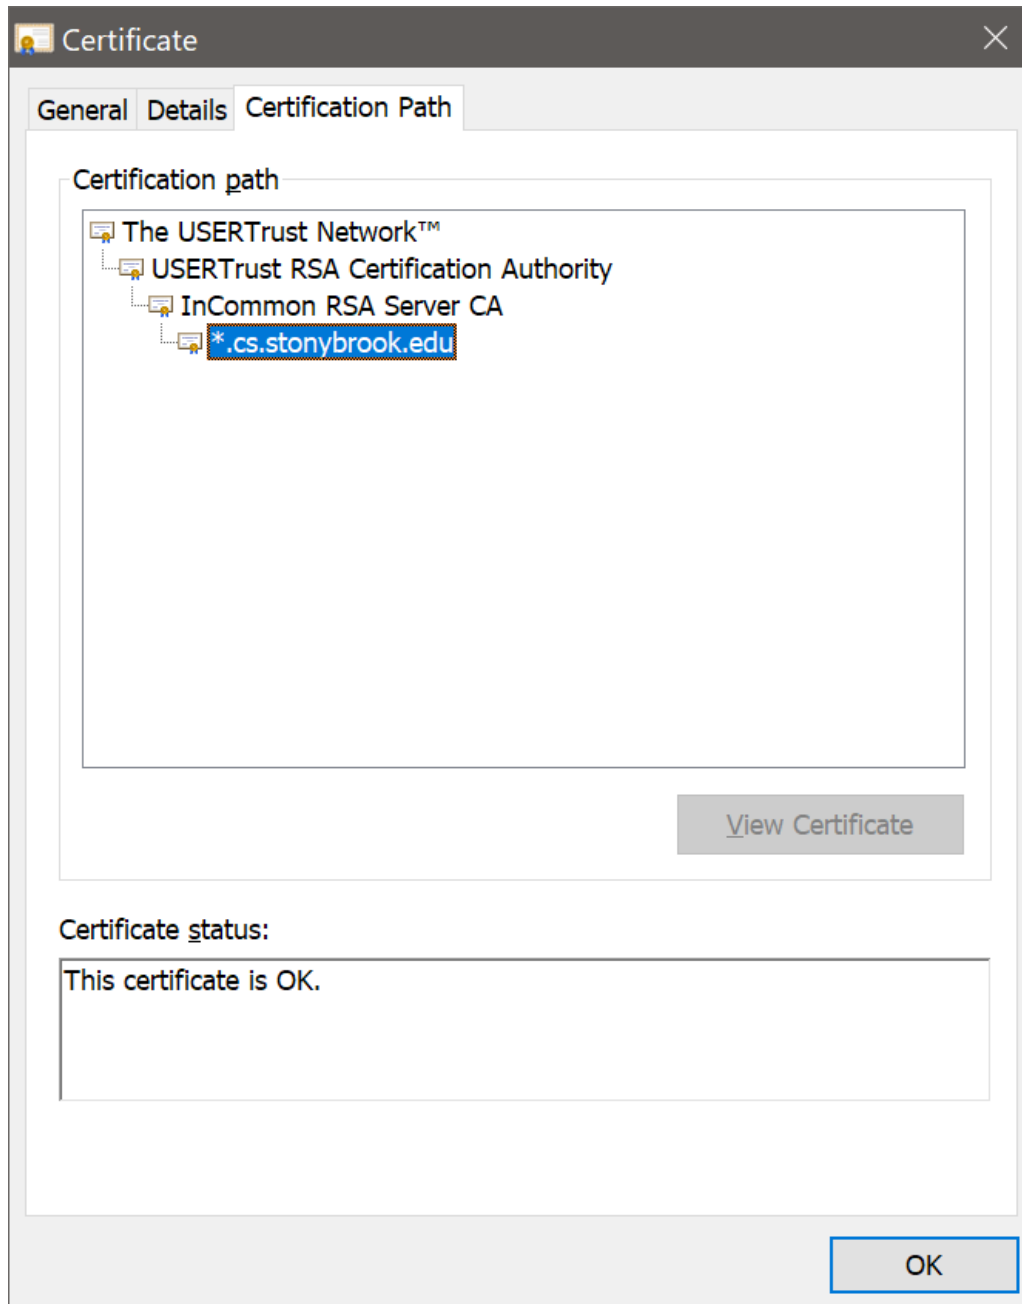 Certificate
General Details Certification Path
Certification path
The USERTrust Network™
USERTrust RSA Certification Authority
InCommon RSA Server CA
*.cs.stonybrook.edu
View Certificate
Certificate status:
This certificate is OK.
OK